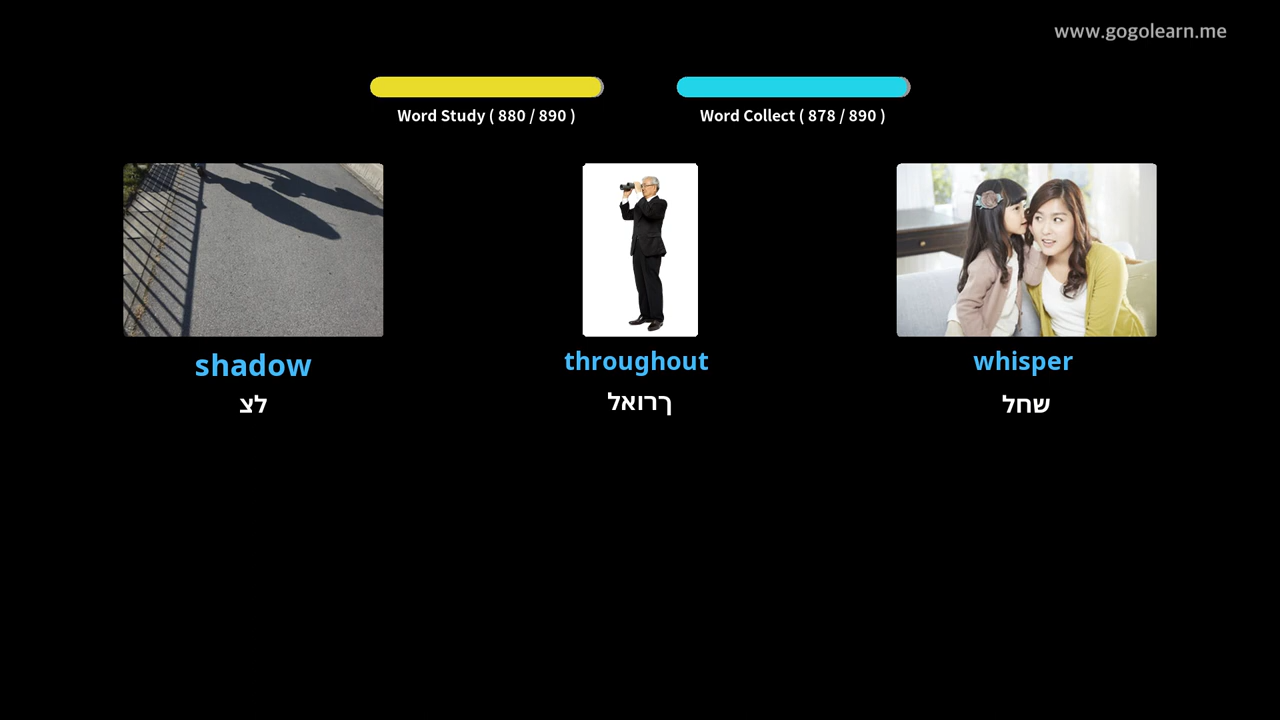 www.gogolearn.me
Word Study ( 880 / 890 )
Word Collect ( 878 / 890 )
shadow
לצ
throughout
ךרואל
whisper
שחל